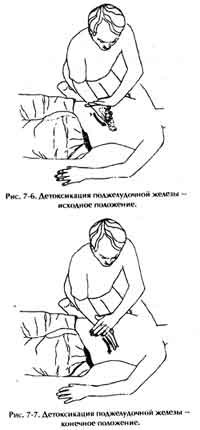 Рис. 7-6. Детоксикация поджелудочной железы –
исходное положение.
Рис. 7-7. Детоксикация поджелудочной железы –
конечное положение.